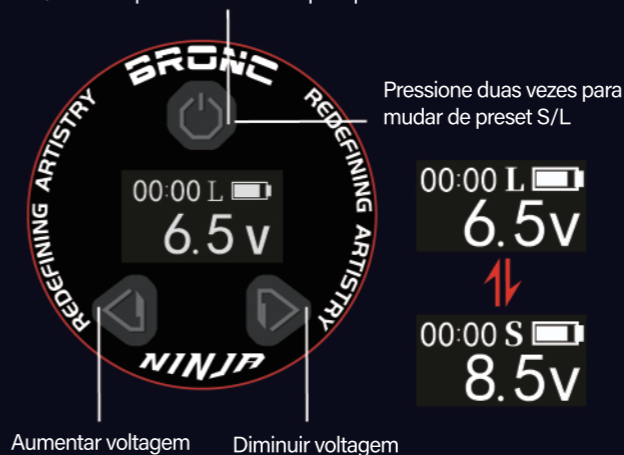 BRONC
REDEFINING ARTISTRY
REDEFINING ARTISTRY
Pressione duas vezes para
mudar de preset S/L
00:00 L
6.5 v
00:00 L
6.5v
00:00 S
8.5v
NINJA
Aumentar voltagem
Diminuir voltagem